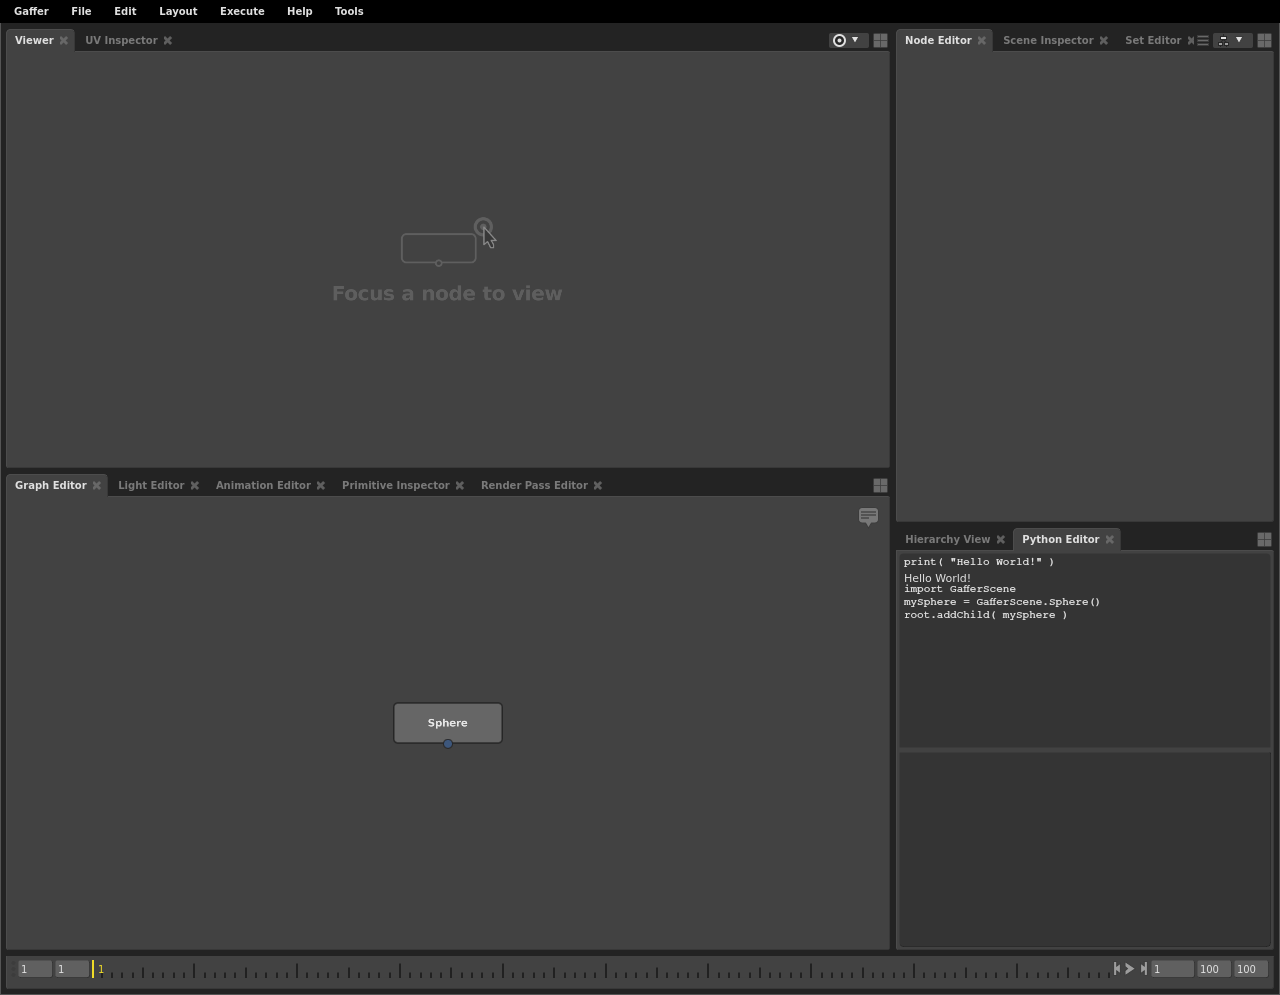 Gaffer File Edit Layout Execute Help Tools
Viewer UV Inspector
Node Editor Scene Inspector Set Editor
Focus a node to view
Graph Editor Light Editor Animation Editor Primitive Inspector Render Pass Editor
Sphere
Hierarchy View Python Editor
print( "Hello World!" )
Hello World!
import GafferScene
mySphere = GafferScene.Sphere()
root.addChild( mySphere )
1 1 1 1 100 100